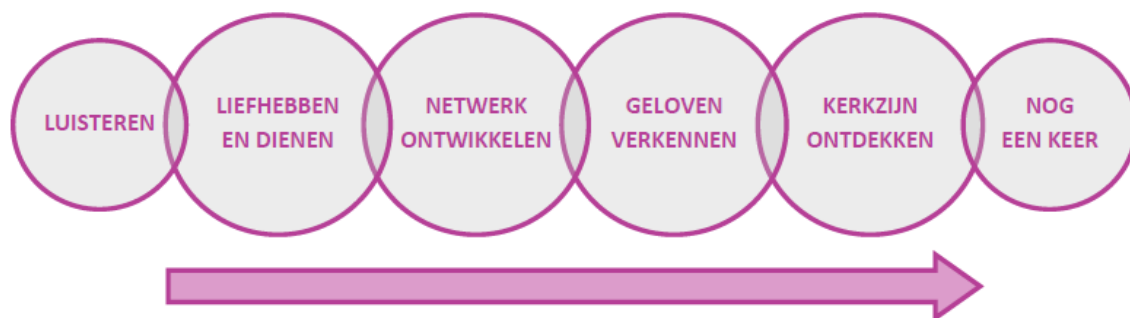 LUISTEREN
LIEFHEBBEN
EN DIENEN
NETWERK
ONTWIKKELEN
GELOVEN
VERKENNEN
KERKZIJN
ONTDEKKEN
NOG
EEN KEER